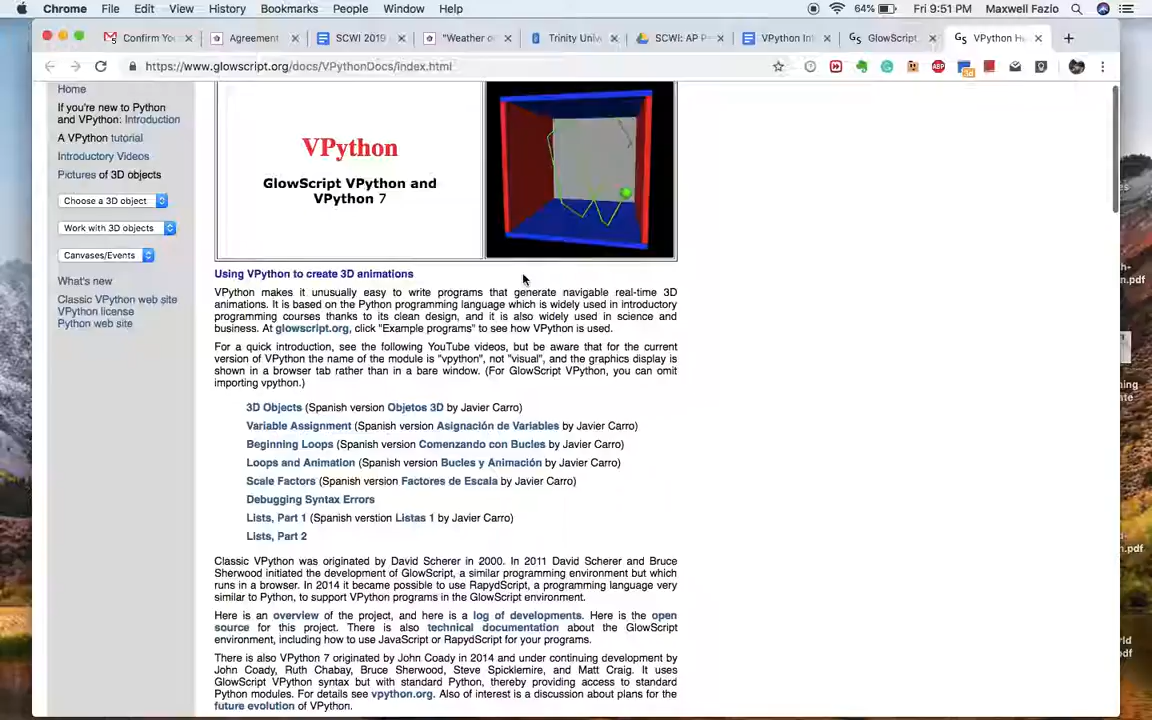 Chrome File Edit View History Bookmarks People Window Help 64% Fri 9:51 PM Maxwell Fazio
Confirm You Agreement SCWI 2019 "Weather o Trinity Univ SCWI: AP P VPython In GlowScript VPython H
https://www.glowscript.org/docs/VPythonDocs/index.html
Home
If you're new to Python
and VPython: Introduction
A VPython tutorial
Introductory Videos
Pictures of 3D objects
Choose a 3D object
Work with 3D objects
Canvases/Events
What's new
Classic VPython web site
VPython license
Python web site
VPython
GlowScript VPython and
VPython 7
Using VPython to create 3D animations
VPython makes it unusually easy to write programs that generate navigable real-time 3D
animations. It is based on the Python programming language which is widely used in introductory
programming courses thanks to its clean design, and it is also widely used in science and
business. At glowscript.org, click "Example programs" to see how VPython is used.
For a quick introduction, see the following YouTube videos, but be aware that for the current
version of VPython the name of the module is "vpython", not "visual", and the graphics display is
shown in a browser tab rather than in a bare window. (For GlowScript VPython, you can omit
importing vpython.)
3D Objects (Spanish version Objetos 3D by Javier Carro)
Variable Assignment (Spanish version Asignación de Variables by Javier Carro)
Beginning Loops (Spanish version Comenzando con Bucles by Javier Carro)
Loops and Animation (Spanish version Bucles y Animación by Javier Carro)
Scale Factors (Spanish version Factores de Escala by Javier Carro)
Debugging Syntax Errors
Lists, Part 1 (Spanish verstion Listas 1 by Javier Carro)
Lists, Part 2
Classic VPython was originated by David Scherer in 2000. In 2011 David Scherer and Bruce
Sherwood initiated the development of GlowScript, a similar programming environment but which
runs in a browser. In 2014 it became possible to use RapydScript, a programming language very
similar to Python, to support VPython programs in the GlowScript environment.
Here is an overview of the project, and here is a log of developments. Here is the open
source for this project. There is also technical documentation about the GlowScript
environment, including how to use JavaScript or RapydScript for your programs.
There is also VPython 7 originated by John Coady in 2014 and under continuing development by
John Coady, Ruth Chabay, Bruce Sherwood, Steve Spicklemire, and Matt Craig. It uses
GlowScript VPython syntax but with standard Python, thereby providing access to standard
Python modules. For details see vpython.org. Also of interest is a discussion about plans for the
future evolution of VPython.